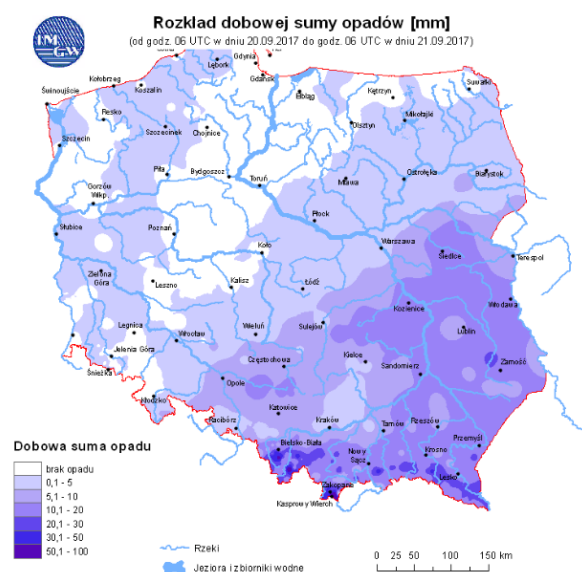 IM
GW
Rozkład dobowej sumy opadów [mm]
(od godz. 06 UTC w dniu 20.09.2017 do godz. 06 UTC w dniu 21.09.2017)
Lębork
Gdynia
Gdańsk
Suwałki
Kołobrzeg
Koszalin
Świnoujście
Elbląg
Kętrzyn
Resko
Mikołajki
Szczecinek
Chojnice
Olsztyn
Szczecin
Piła
Bydgoszcz
Toruń
Mława
Ostrołęka
Białystok
Gorzów
Wlkp.
Płock
Słubice
Poznań
Koło
Warszawa
Siedlce
Terespol
Zielona
Góra
Leszno
Kalisz
Łódź
Kozienice
Włodawa
Legnica
Wrocław
Wieluń
Sulejów
Lublin
Jelenia Góra
Śnieżka
Częstochowa
Kielce
Sandomierz
Zamość
Opole
Kłodzko
Katowice
Racibórz
Kraków
Tarnów
Rzeszów
Przemyśl
Bielsko-Biała
Nowy
Sącz
Krosno
Lesko
Zakopane
Kasprowy Wierch
Dobowa suma opadu
brak opadu
0,1 - 5
5,1 - 10
10,1 - 20
20,1 - 30
30,1 - 50
50,1 - 100
Rzeki
Jeziora i zbiorniki wodne
0 25 50 100 150 km